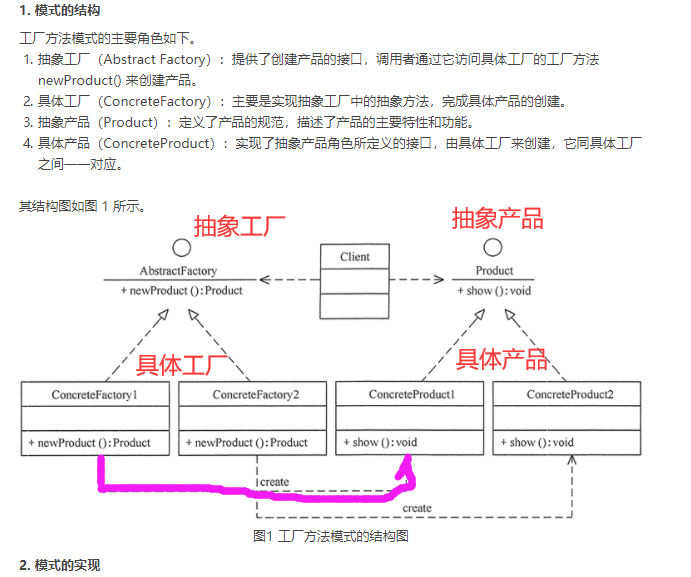 1. 模式的结构
工厂方法模式的主要角色如下。
1. 抽象工厂（Abstract Factory）：提供了创建产品的接口，调用者通过它访问具体工厂的工厂方法
newProduct() 来创建产品。
2. 具体工厂（ConcreteFactory）：主要是实现抽象工厂中的抽象方法，完成具体产品的创建。
3. 抽象产品（Product）：定义了产品的规范，描述了产品的主要特性和功能。
4. 具体产品（ConcreteProduct）：实现了抽象产品角色所定义的接口，由具体工厂来创建，它同具体工厂
之间一一对应。
其结构图如图 1 所示。
抽象工厂
抽象产品
Client
AbstractFactory
Product
+ newProduct ():Product
+ show ():void
具体工厂
具体产品
ConcreteFactory1
ConcreteFactory2
ConcreteProduct1
ConcreteProduct2
+ newProduct ():Product
+ newProduct ():Product
+ show ():void
+ show ():void
create
create
图1 工厂方法模式的结构图
2. 模式的实现